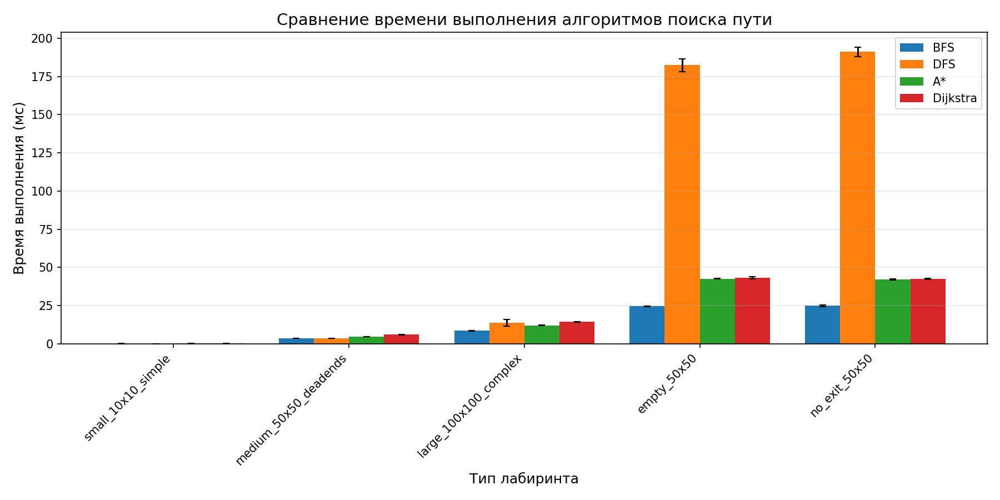 Сравнение времени выполнения алгоритмов поиска пути
Время выполнения (мс)
200
175
150
125
100
75
50
25
0
BFS
DFS
A*
Dijkstra
small_10x10_simple
medium_50x50_deadends
large_100x100_complex
empty_50x50
no_exit_50x50
Тип лабиринта